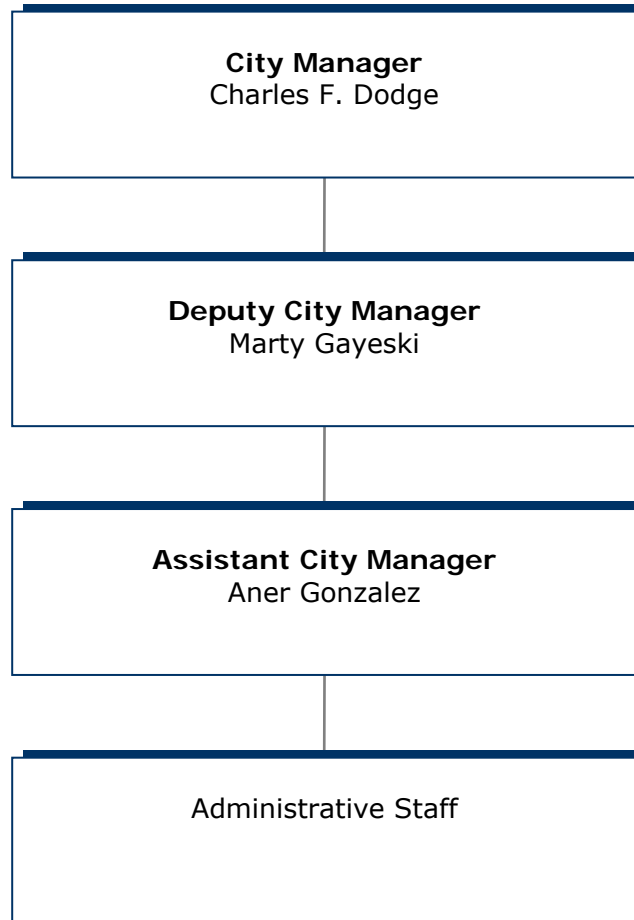 City Manager
Charles F. Dodge
Deputy City Manager
Marty Gayeski
Assistant City Manager
Aner Gonzalez
Administrative Staff